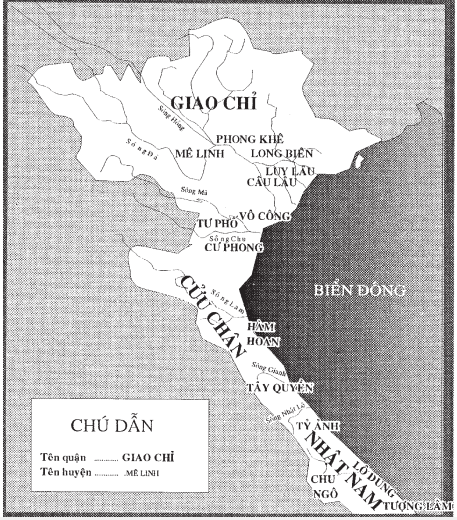 GIAO CHỈ
Sông Hồng
PHONG KHÊ
Sông Đà
MÊ LINH
LONG BIÊN
LUY LÂU
CÂU LẬU
Sông Mã
VÔ CÔNG
TƯ PHỐ
Sông Chu
CƯ PHONG
BIỂN ĐÔNG
CỬU CHÂN
Sông Lam
HÀM
HOAN
Sông Gianh
TÂY QUYỂN
Sông Nhật Lệ
TỶ ẢNH
NHẬT NAM
LÔ DUNG
CHU
NGÔ
TƯỢNG LÂM
CHÚ DẪN
Tên quận ........... GIAO CHỈ
Tên huyện ........... MÊ LINH